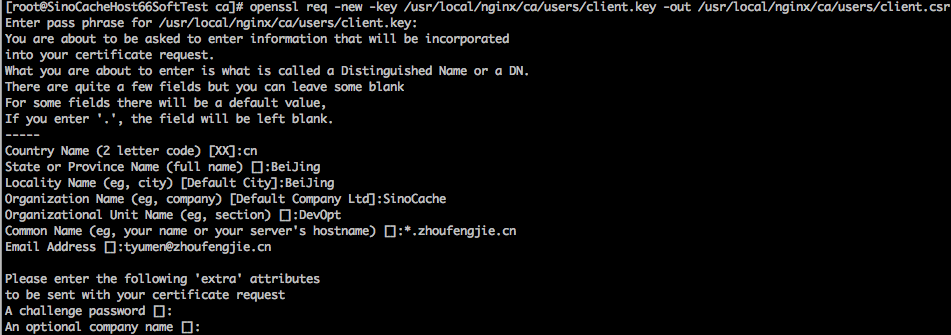 [root@SinoCacheHost66SoftTest ca]# openssl req -new -key /usr/local/nginx/ca/users/client.key -out /usr/local/nginx/ca/users/client.csr
Enter pass phrase for /usr/local/nginx/ca/users/client.key:
You are about to be asked to enter information that will be incorporated
into your certificate request.
What you are about to enter is what is called a Distinguished Name or a DN.
There are quite a few fields but you can leave some blank
For some fields there will be a default value,
If you enter '.', the field will be left blank.
-----
Country Name (2 letter code) [XX]:cn
State or Province Name (full name) []:BeiJing
Locality Name (eg, city) [Default City]:BeiJing
Organization Name (eg, company) [Default Company Ltd]:SinoCache
Organizational Unit Name (eg, section) []:DevOpt
Common Name (eg, your name or your server's hostname) []:*.zhoufengjie.cn
Email Address []:tyumen@zhoufengjie.cn
Please enter the following 'extra' attributes
to be sent with your certificate request
A challenge password []:
An optional company name []: